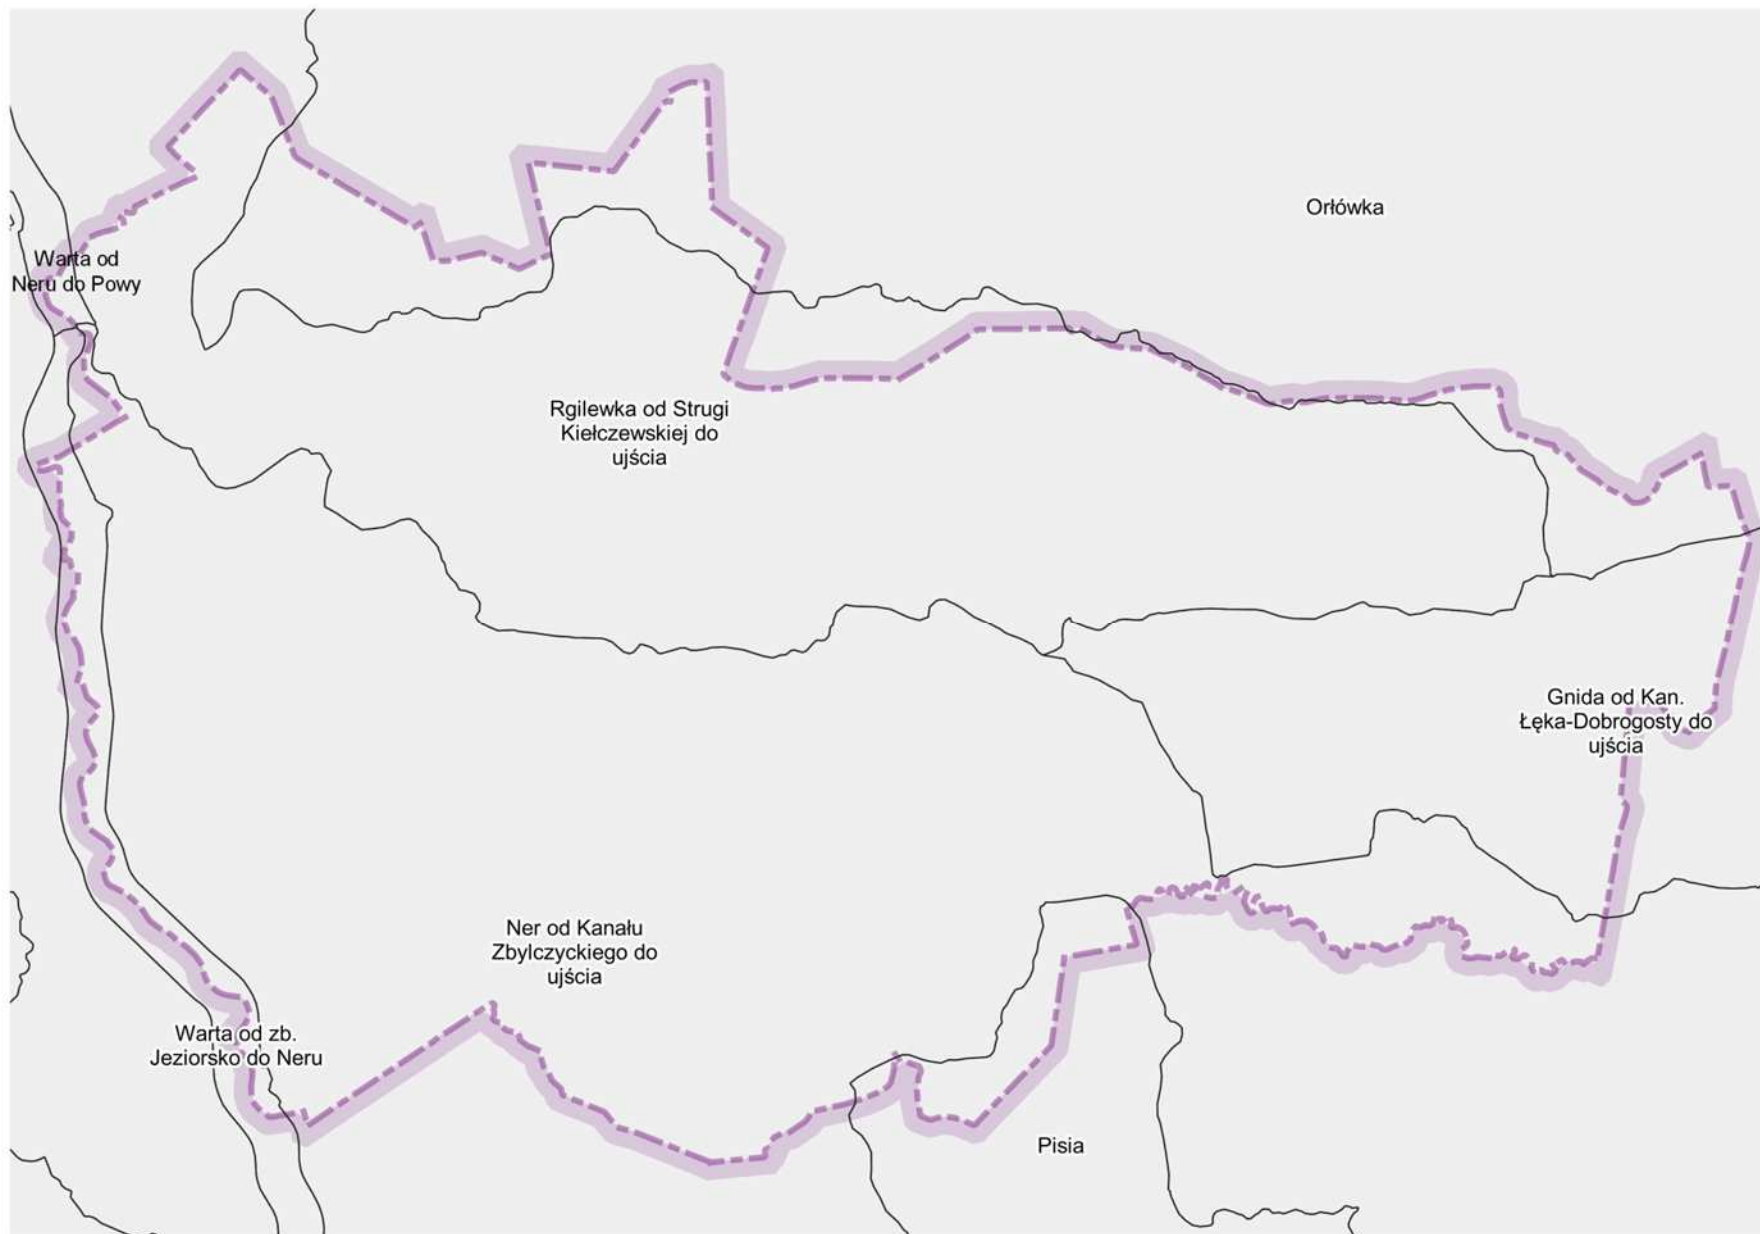 Orłówka
Warta od
Neru do Powy
Rgilewka od Strugi
Kiełczewskiej do
ujścia
Gnida od Kan.
Łęka-Dobrogosty do
ujścia
Ner od Kanału
Zbylczyckiego do
ujścia
Warta od zb.
Jeziorsko do Neru
Pisia